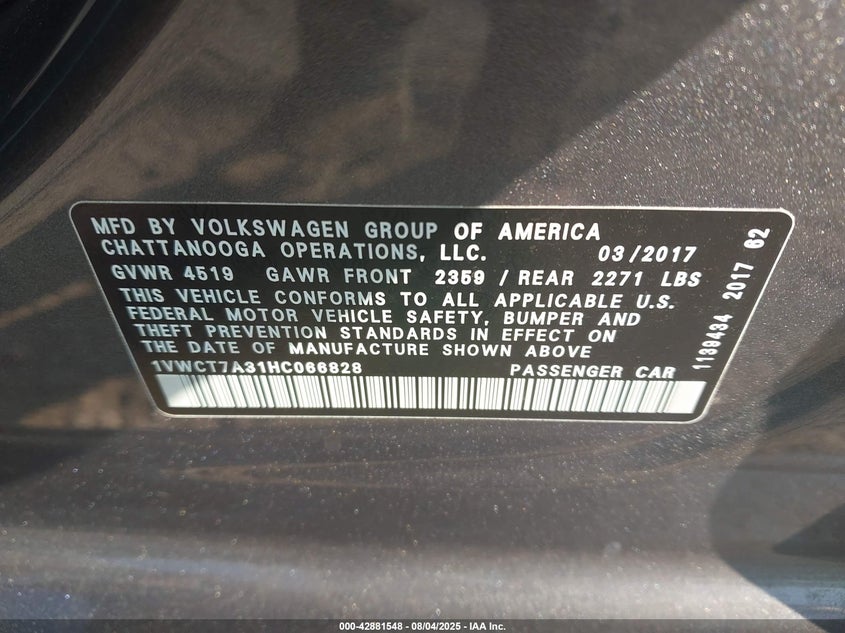 MFD BY VOLKSWAGEN GROUP OF AMERICA
CHATTANOOGA OPERATIONS, LLC. 03/2017
GVWR 4519 GAWR FRONT 2359 / REAR 2271 LBS
THIS VEHICLE CONFORMS TO ALL APPLICABLE U.S.
FEDERAL MOTOR VEHICLE SAFETY, BUMPER AND
THEFT PREVENTION STANDARDS IN EFFECT ON
THE DATE OF MANUFACTURE SHOWN ABOVE
1VWCT7A31HC066828 PASSENGER CAR
1139434 2017 62
000-42881548 - 08/04/2025 - IAA Inc.